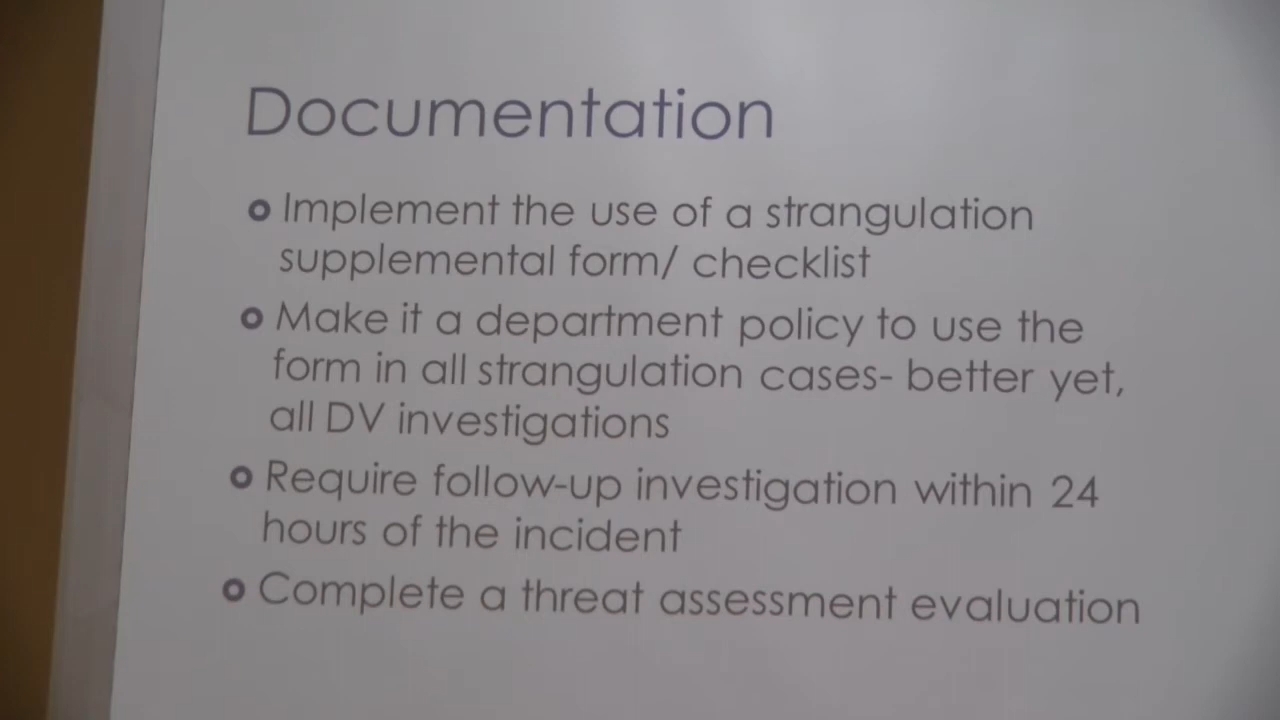 Documentation
Implement the use of a strangulation
supplemental form/ checklist
Make it a department policy to use the
form in all strangulation cases- better yet,
all DV investigations
Require follow-up investigation within 24
hours of the incident
Complete a threat assessment evaluation